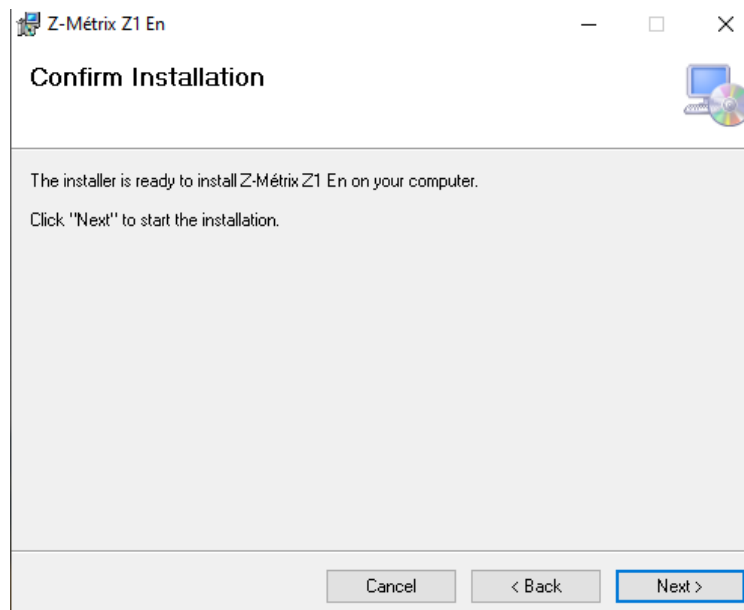 Z-Métrix Z1 En
Confirm Installation
The installer is ready to install Z-Métrix Z1 En on your computer.
Click "Next" to start the installation.
Cancel
< Back
Next >